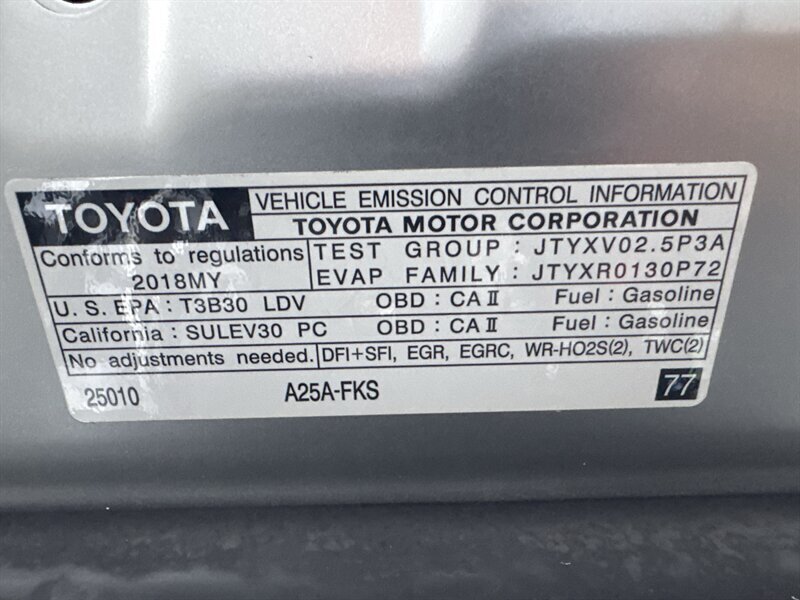 TOYOTA VEHICLE EMISSION CONTROL INFORMATION
TOYOTA MOTOR CORPORATION
Conforms to regulations
2018MY
TEST GROUP : JTYXV02.5P3A
EVAP FAMILY : JTYXR0130P72
U. S. EPA : T3B30 LDV OBD : CA II Fuel : Gasoline
California : SULEV30 PC OBD : CA II Fuel : Gasoline
No adjustments needed. DFI+SFI, EGR, EGRC, WR-HO2S(2), TWC(2)
25010 A25A-FKS 77